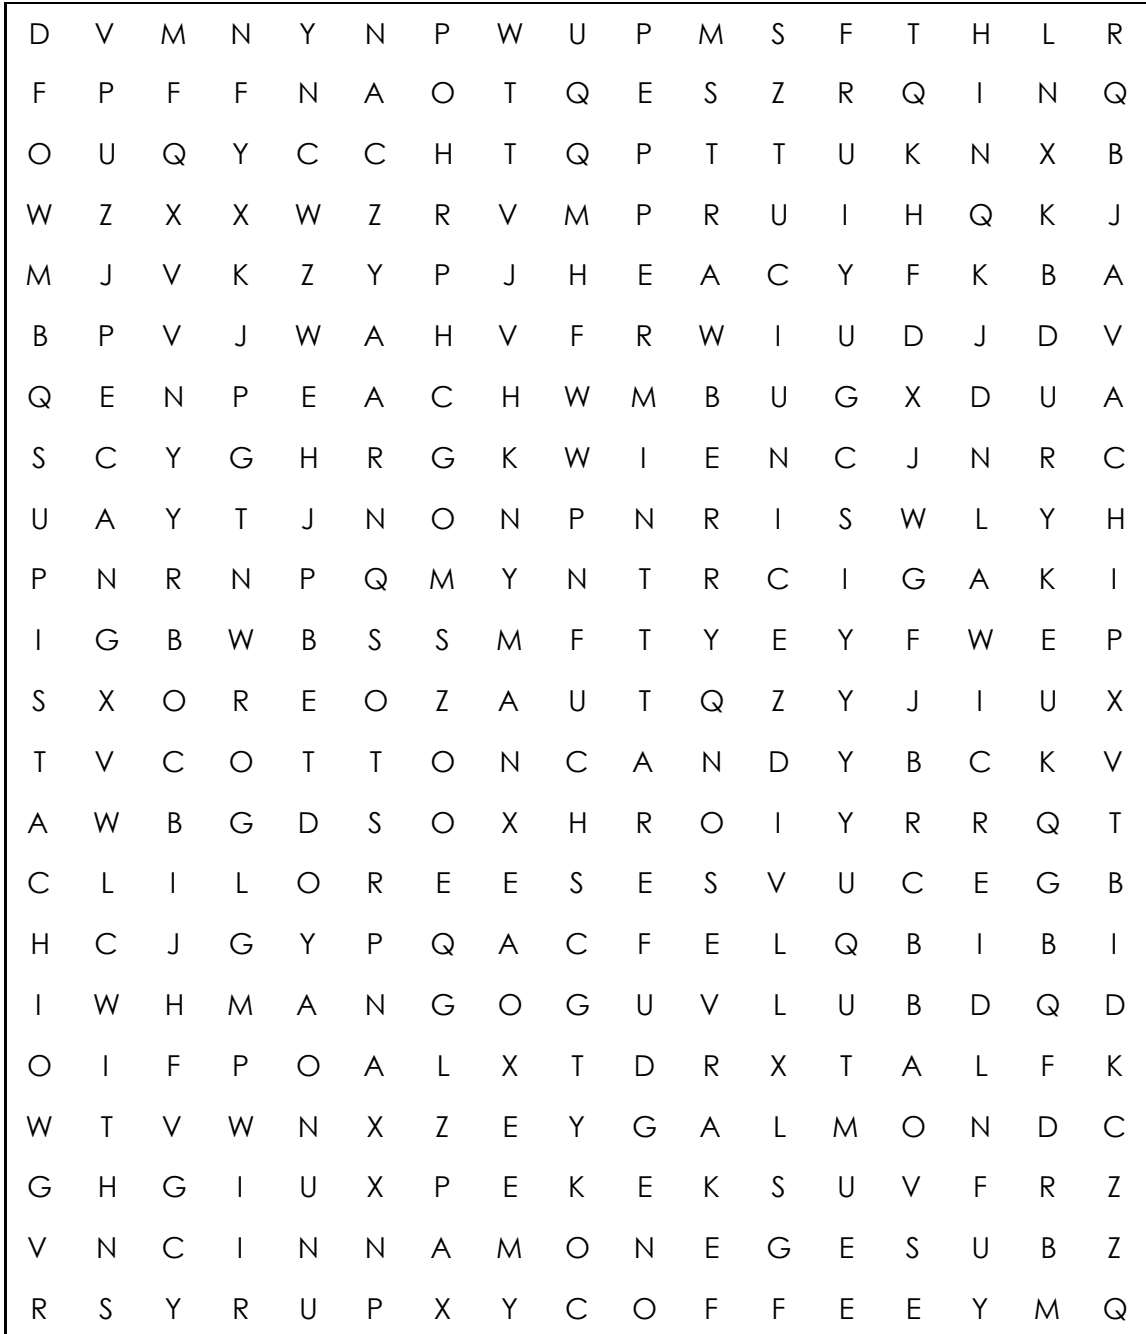 D V M N Y N P W U P M S F T H L R
F P F F N A O T Q E S Z R Q I N Q
O U Q Y C C H T Q P T T U K N X B
W Z X X W Z R V M P R U I H Q K J
M J V K Z Y P J H E A C Y F K B A
B P V J W A H V F R W I U D J D V
Q E N P E A C H W M B U G X D U A
S C Y G H R G K W I E N C J N R C
U A Y T J N O N P N R I S W L Y H
P N R N P Q M Y N T R C I G A K I
I G B W B S S M F T Y E Y F W E P
S X O R E O Z A U T Q Z Y J I U X
T V C O T T O N C A N D Y B C K V
A W B G D S O X H R O I Y R R Q T
C L I L O R E E S E S V U C E G B
H C J G Y P Q A C F E L Q B I B I
I W H M A N G O G U V L U B D Q D
O I F P O A L X T D R X T A L F K
W T V W N X Z E Y G A L M O N D C
G H G I U X P E K E K S U V F R Z
V N C I N N A M O N E G E S U B Z
R S Y R U P X Y C O F F E E Y M Q